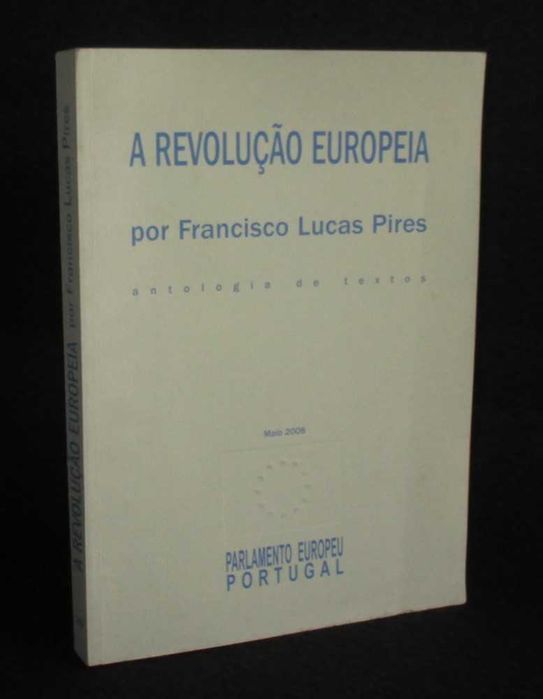 A REVOLUÇÃO EUROPEIA
por Francisco Lucas Pires
antologia de textos
Maio 2008
PARLAMENTO EUROPEU
PORTUGAL
A REVOLUÇÃO EUROPEIA por Francisco Lucas Pires